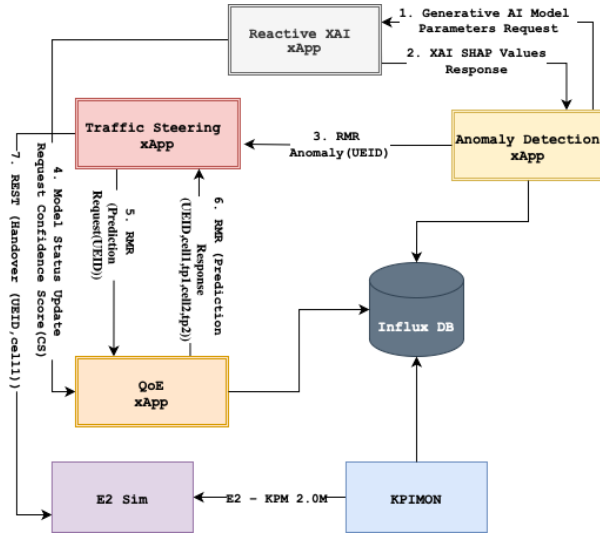 1. Generative AI Model
Parameters Request
Reactive XAI
xApp
2. XAI SHAP Values
Response
Traffic Steering
xApp
3. RMR
Anomaly(UEID)
Anomaly Detection
xApp
7. REST (Handover (UEID,cell1))
4. Model Status Update
Request Confidence Score(CS)
5. RMR
(Prediction
Request(UEID))
6. RMR (Prediction
Response
(UEID,cell1,tp1,cell2,tp2))
Influx DB
QoE
xApp
E2 Sim
E2 - KPM 2.0M
KPIMON